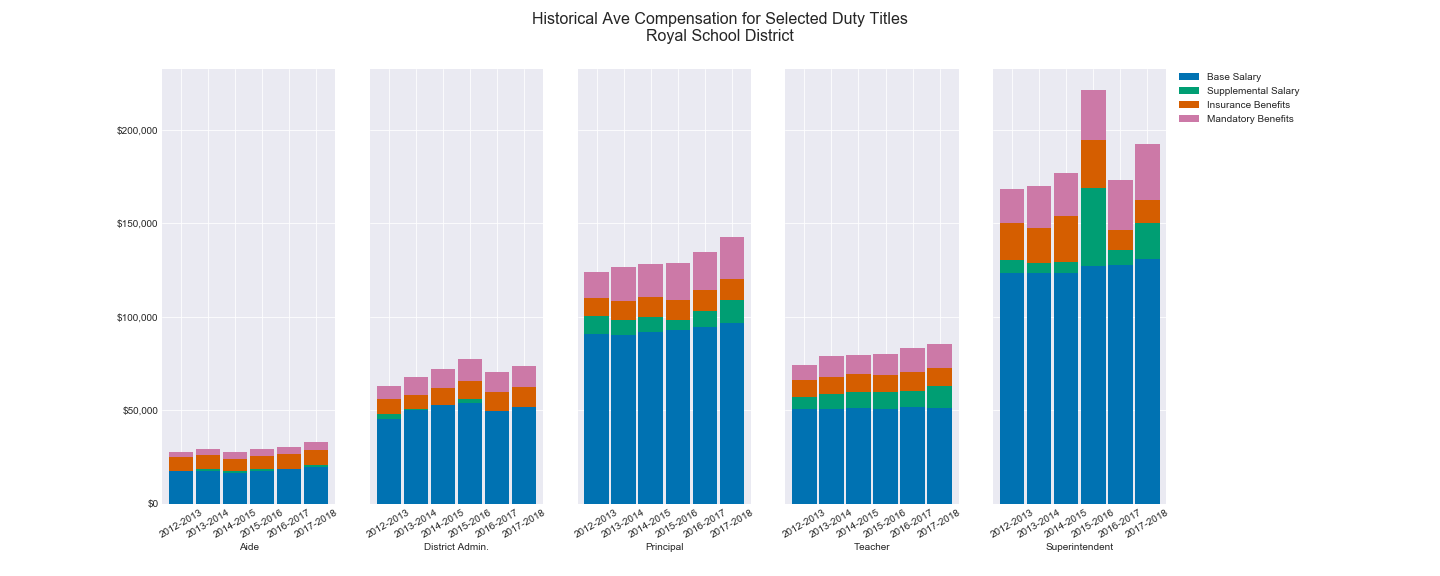 Historical Ave Compensation for Selected Duty Titles
Royal School District
Base Salary
Supplemental Salary
Insurance Benefits
Mandatory Benefits
$200,000
$150,000
$100,000
$50,000
$0
2012-2013 2013-2014 2014-2015 2015-2016 2016-2017 2017-2018
Aide
2012-2013 2013-2014 2014-2015 2015-2016 2016-2017 2017-2018
District Admin.
2012-2013 2013-2014 2014-2015 2015-2016 2016-2017 2017-2018
Principal
2012-2013 2013-2014 2014-2015 2015-2016 2016-2017 2017-2018
Teacher
2012-2013 2013-2014 2014-2015 2015-2016 2016-2017 2017-2018
Superintendent